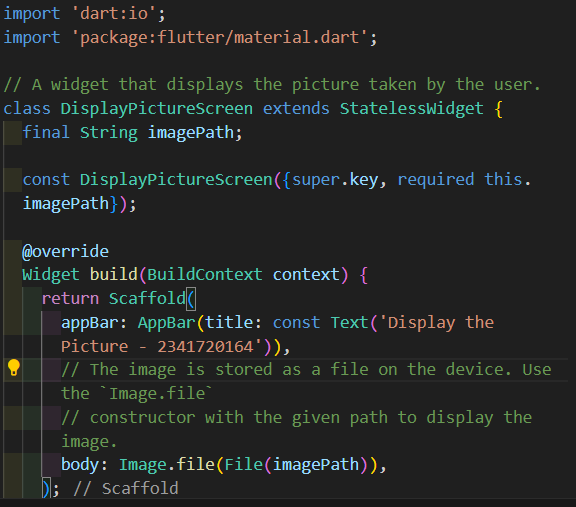 import 'dart:io';
import 'package:flutter/material.dart';
// A widget that displays the picture taken by the user.
class DisplayPictureScreen extends StatelessWidget {
final String imagePath;
const DisplayPictureScreen({super.key, required this.
imagePath});
@override
Widget build(BuildContext context) {
return Scaffold(
appBar: AppBar(title: const Text('Display the
Picture - 2341720164')),
// The image is stored as a file on the device. Use
the `Image.file`
// constructor with the given path to display the
image.
body: Image.file(File(imagePath)),
); // Scaffold